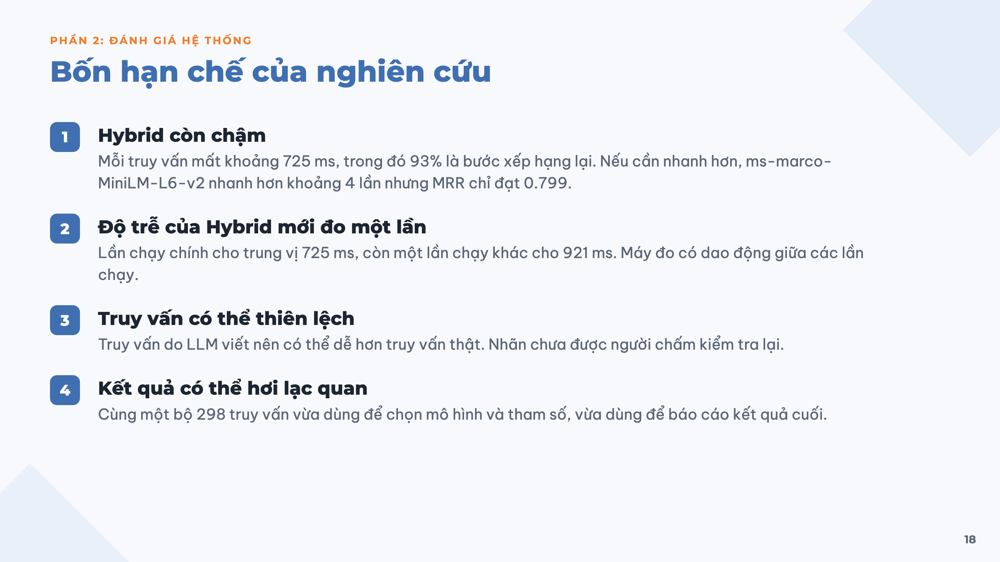 PHẦN 2: ĐÁNH GIÁ HỆ THỐNG
Bốn hạn chế của nghiên cứu
1
Hybrid còn chậm
Mỗi truy vấn mất khoảng 725 ms, trong đó 93% là bước xếp hạng lại. Nếu cần nhanh hơn, ms-marco-
MiniLM-L6-v2 nhanh hơn khoảng 4 lần nhưng MRR chỉ đạt 0.799.
2
Độ trễ của Hybrid mới đo một lần
Lần chạy chính cho trung vị 725 ms, còn một lần chạy khác cho 921 ms. Máy đo có dao động giữa các lần
chạy.
3
Truy vấn có thể thiên lệch
Truy vấn do LLM viết nên có thể dễ hơn truy vấn thật. Nhãn chưa được người chấm kiểm tra lại.
4
Kết quả có thể hơi lạc quan
Cùng một bộ 298 truy vấn vừa dùng để chọn mô hình và tham số, vừa dùng để báo cáo kết quả cuối.
18